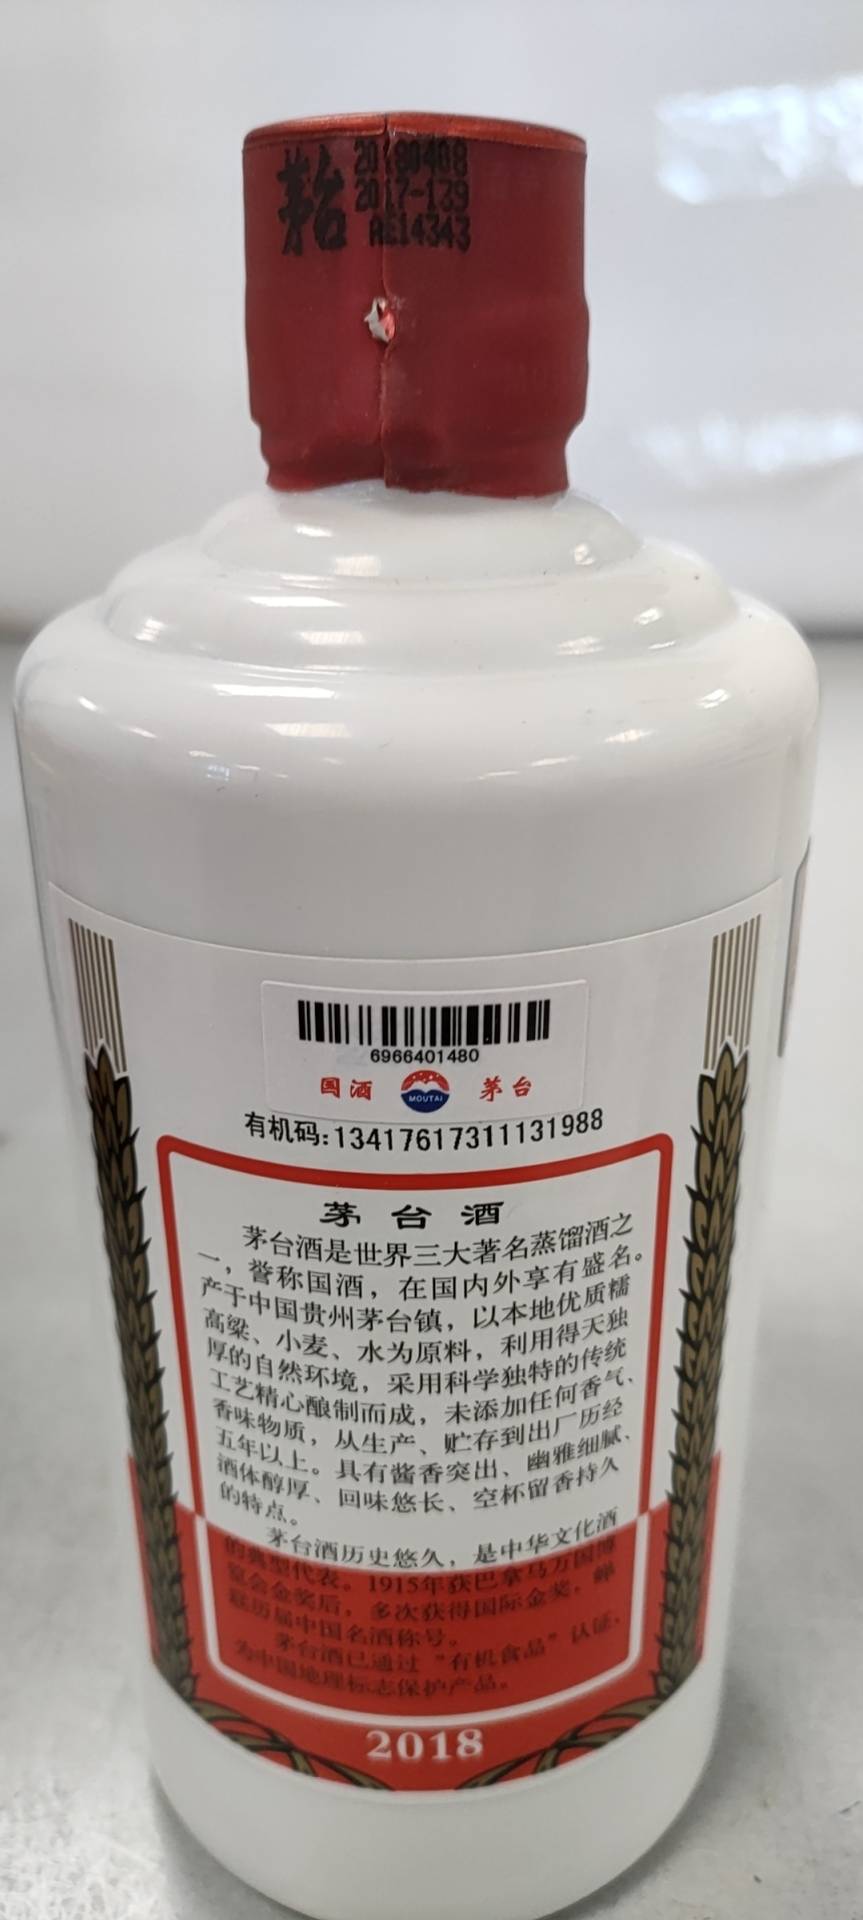 茅台
20180408
2017-139
AE14343
6966401480
国酒 MOUTAI 茅台
有机码:13417617311131988
茅台酒
茅台酒是世界三大著名蒸馏酒之
一，誉称国酒，在国内外享有盛名。
产于中国贵州茅台镇，以本地优质糯
高粱、小麦、水为原料，利用得天独
厚的自然环境，采用科学独特的传统
工艺精心酿制而成，未添加任何香气、
香味物质，从生产、贮存到出厂历经
五年以上。具有酱香突出、幽雅细腻、
酒体醇厚、回味悠长、空杯留香持久
的特点。
茅台酒历史悠久，是中华文化酒
的典型代表。1915年获巴拿马万国博
览会金奖后，多次获得国际金奖，蝉
联历届中国名酒称号。
茅台酒已通过“有机食品”认证，
为中国地理标志保护产品。
2018